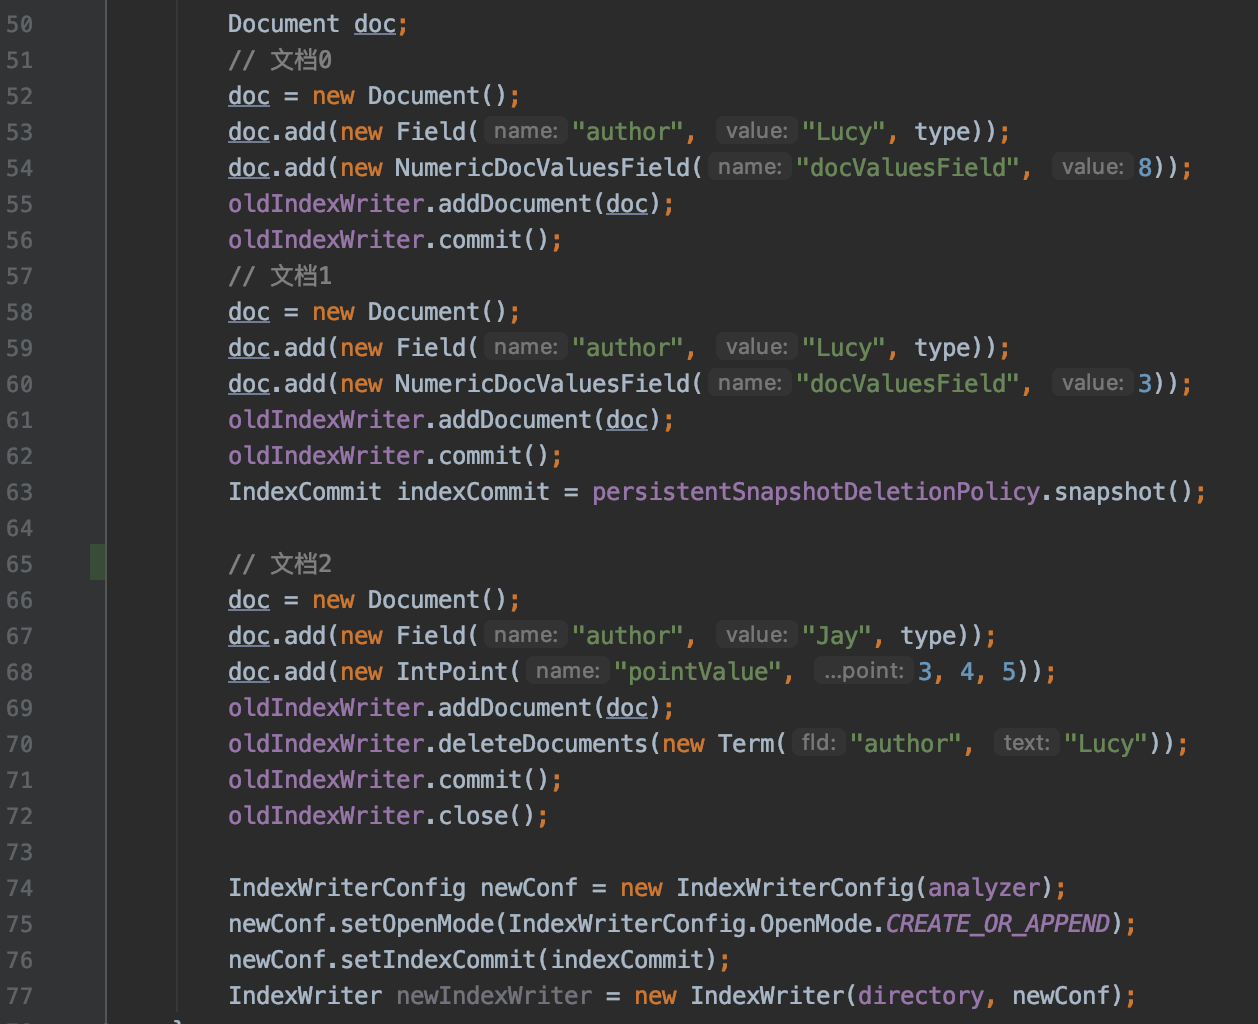 50 Document doc;
51 // 文档0
52 doc = new Document();
53 doc.add(new Field( name: "author", value: "Lucy", type));
54 doc.add(new NumericDocValuesField( name: "docValuesField", value: 8));
55 oldIndexWriter.addDocument(doc);
56 oldIndexWriter.commit();
57 // 文档1
58 doc = new Document();
59 doc.add(new Field( name: "author", value: "Lucy", type));
60 doc.add(new NumericDocValuesField( name: "docValuesField", value: 3));
61 oldIndexWriter.addDocument(doc);
62 oldIndexWriter.commit();
63 IndexCommit indexCommit = persistentSnapshotDeletionPolicy.snapshot();
64
65 // 文档2
66 doc = new Document();
67 doc.add(new Field( name: "author", value: "Jay", type));
68 doc.add(new IntPoint( name: "pointValue", ...point: 3, 4, 5));
69 oldIndexWriter.addDocument(doc);
70 oldIndexWriter.deleteDocuments(new Term( fld: "author", text: "Lucy"));
71 oldIndexWriter.commit();
72 oldIndexWriter.close();
73
74 IndexWriterConfig newConf = new IndexWriterConfig(analyzer);
75 newConf.setOpenMode(IndexWriterConfig.OpenMode.CREATE_OR_APPEND);
76 newConf.setIndexCommit(indexCommit);
77 IndexWriter newIndexWriter = new IndexWriter(directory, newConf);